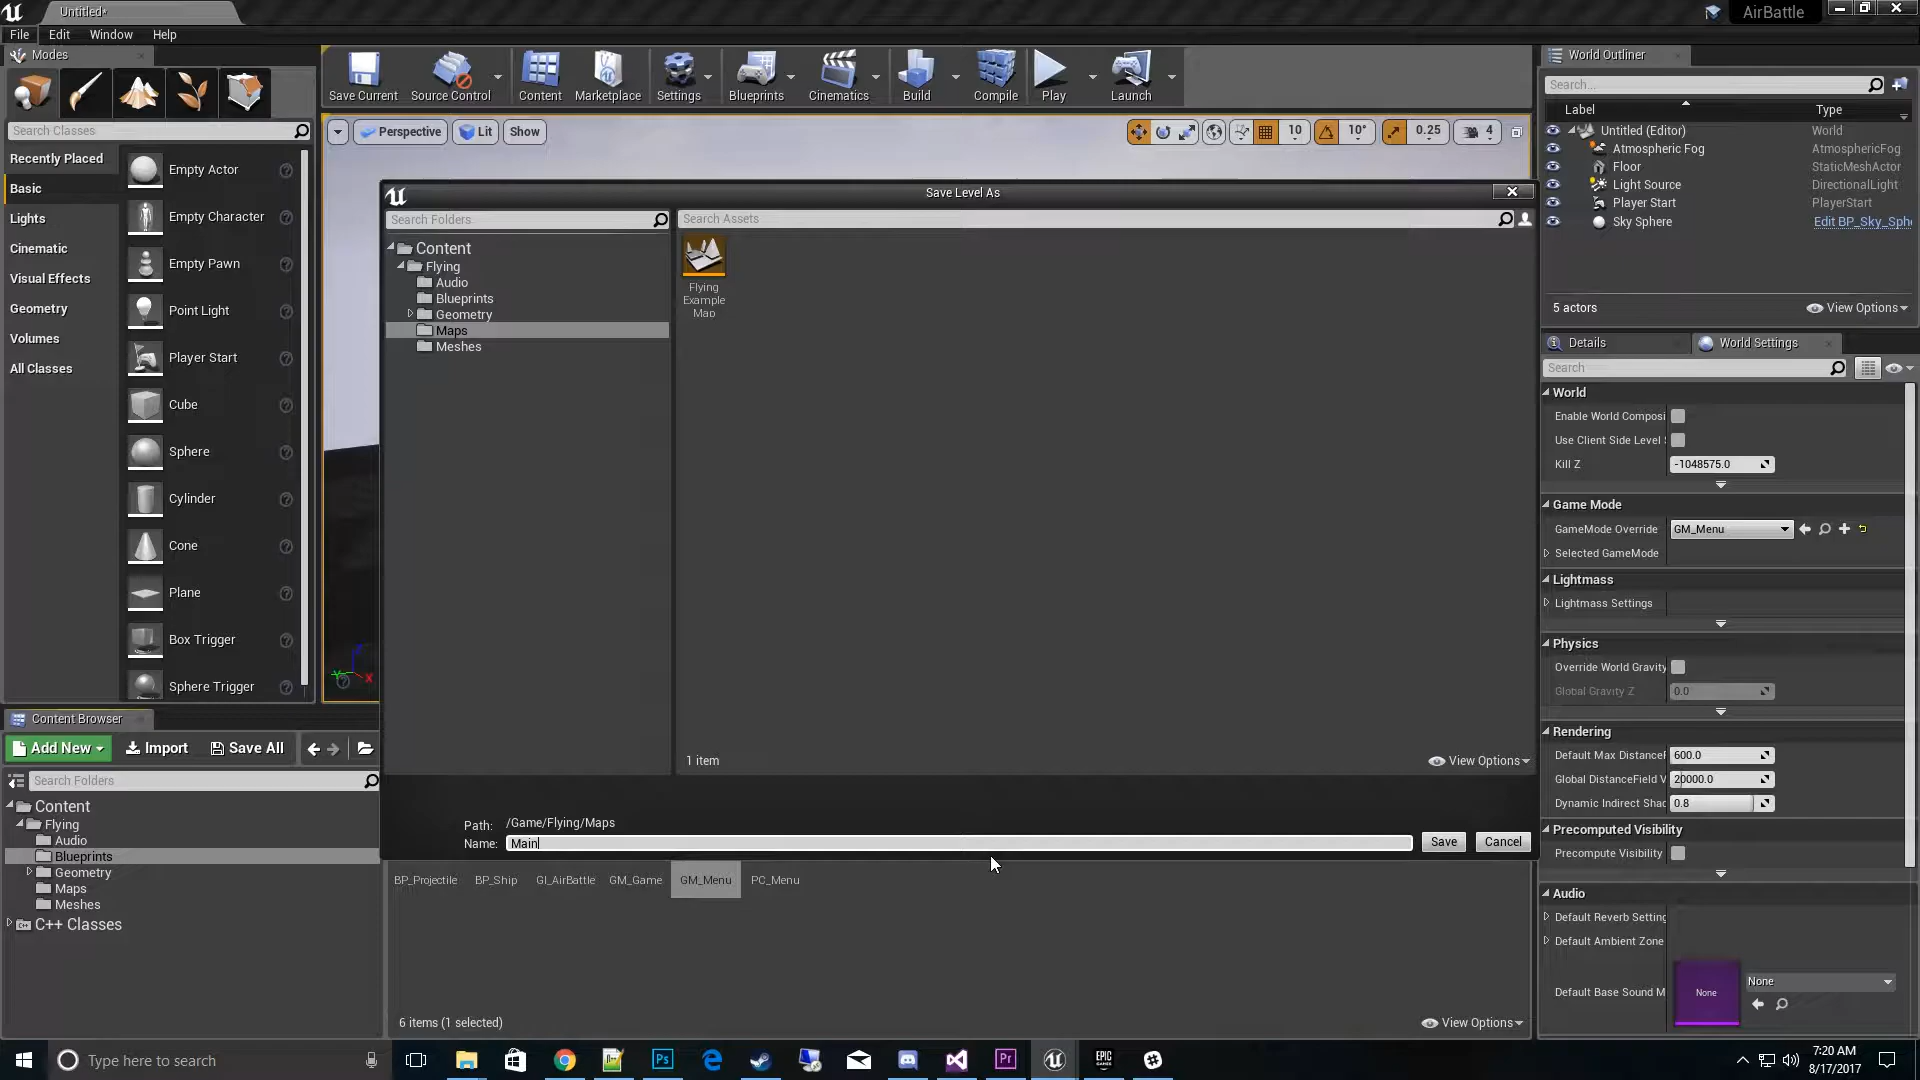 Untitled*
AirBattle
File Edit Window Help
Modes
Save Current
Source Control
Content
Marketplace
Settings
Blueprints
Cinematics
Build
Compile
Play
Launch
World Outliner
Search...
Label
Type
Search Classes
Perspective
Lit
Show
10
10°
0.25
4
Untitled (Editor)
World
Atmospheric Fog
AtmosphericFog
Floor
StaticMeshActor
Light Source
DirectionalLight
Player Start
PlayerStart
Sky Sphere
Edit BP_Sky_Sph
5 actors
View Options
Recently Placed
Basic
Lights
Cinematic
Visual Effects
Geometry
Volumes
All Classes
Empty Actor
Empty Character
Empty Pawn
Point Light
Player Start
Cube
Sphere
Cylinder
Cone
Plane
Box Trigger
Sphere Trigger
Save Level As
Search Folders
Search Assets
Content
Flying
Audio
Blueprints
Geometry
Maps
Meshes
Flying
Example
Map
1 item
View Options
Path: /Game/Flying/Maps
Name: Main
Save
Cancel
Details
World Settings
Search
World
Enable World Composi
Use Client Side Level
Kill Z
-1048575.0
Game Mode
GameMode Override
GM_Menu
Selected GameMode
Lightmass
Lightmass Settings
Physics
Override World Gravity
Global Gravity Z
0.0
Rendering
Default Max DistanceF
600.0
Global DistanceField V
20000.0
Dynamic Indirect Shac
0.8
Precomputed Visibility
Precompute Visibility
Audio
Default Reverb Setting
Default Ambient Zone
Default Base Sound M
None
None
Content Browser
Add New
Import
Save All
Search Folders
Content
Flying
Audio
Blueprints
Geometry
Maps
Meshes
C++ Classes
BP_Projectile
BP_Ship
GI_AirBattle
GM_Game
GM_Menu
PC_Menu
6 items (1 selected)
View Options
Type here to search
Ps
Pr
EPIC
GAMES
7:20 AM
8/17/2017